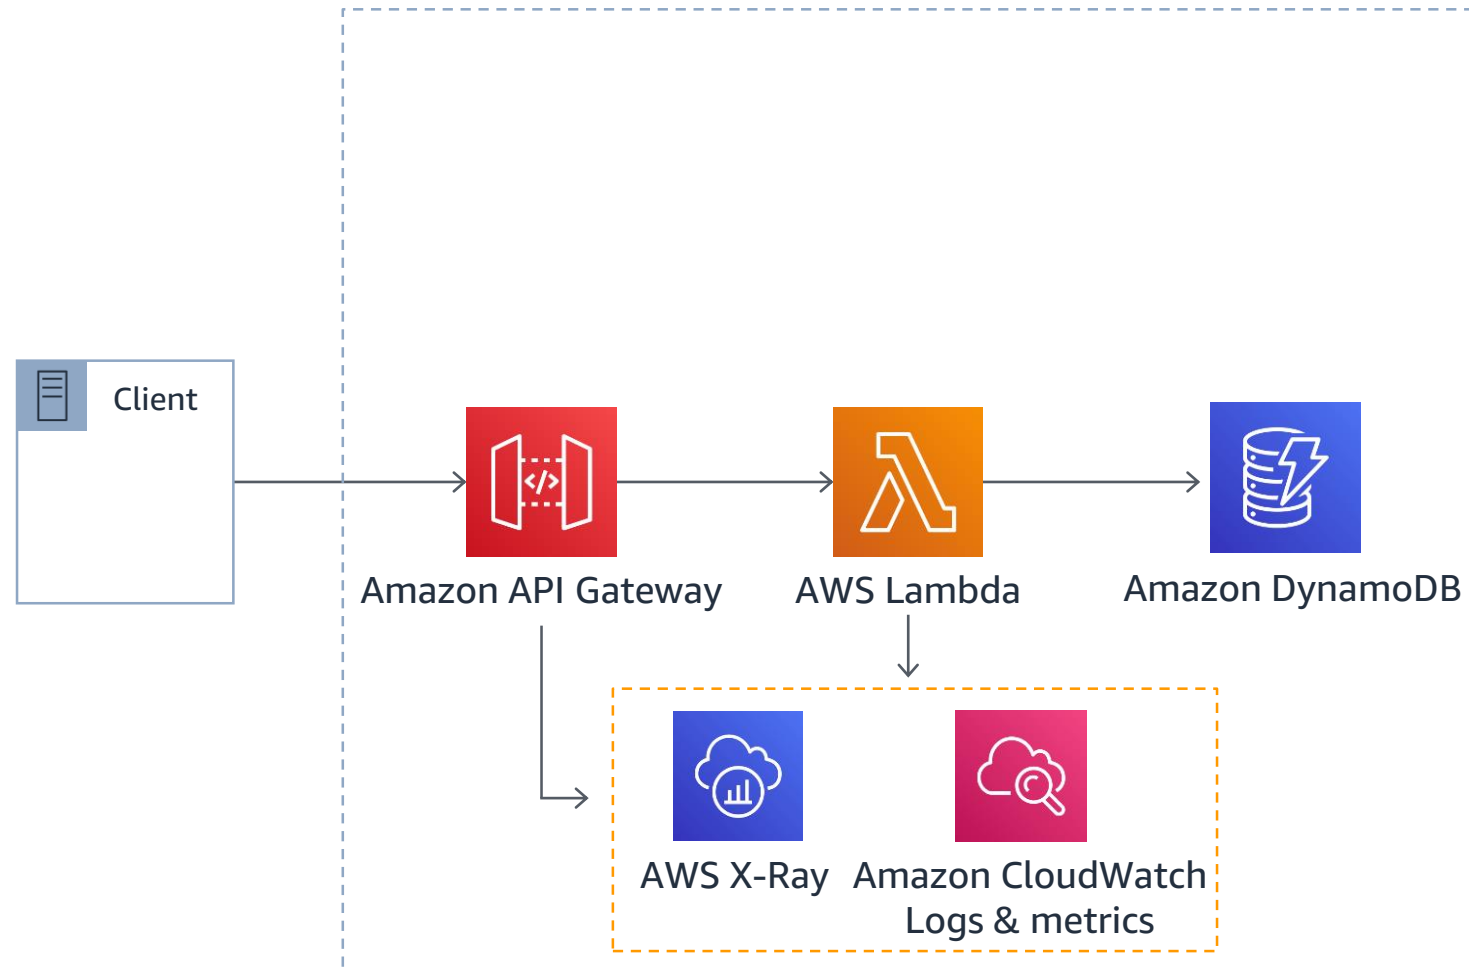 Client
</>
Amazon API Gateway
AWS Lambda
Amazon DynamoDB
AWS X-Ray
Amazon CloudWatch
Logs & metrics